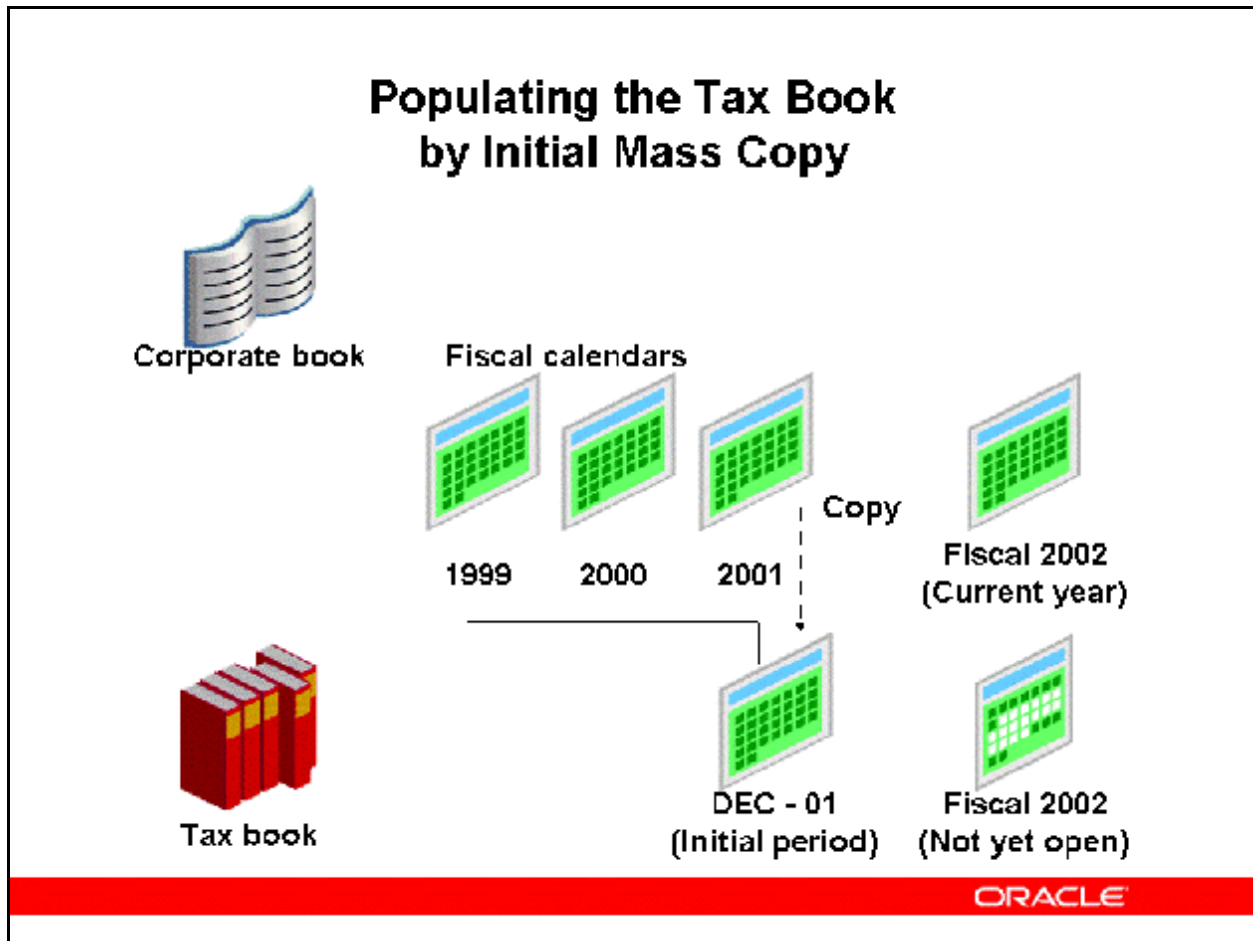 Populating the Tax Book
by Initial Mass Copy
Corporate book
Fiscal calendars
Copy
1999
2000
2001
Fiscal 2002
(Current year)
Tax book
DEC - 01
(Initial period)
Fiscal 2002
(Not yet open)
ORACLE